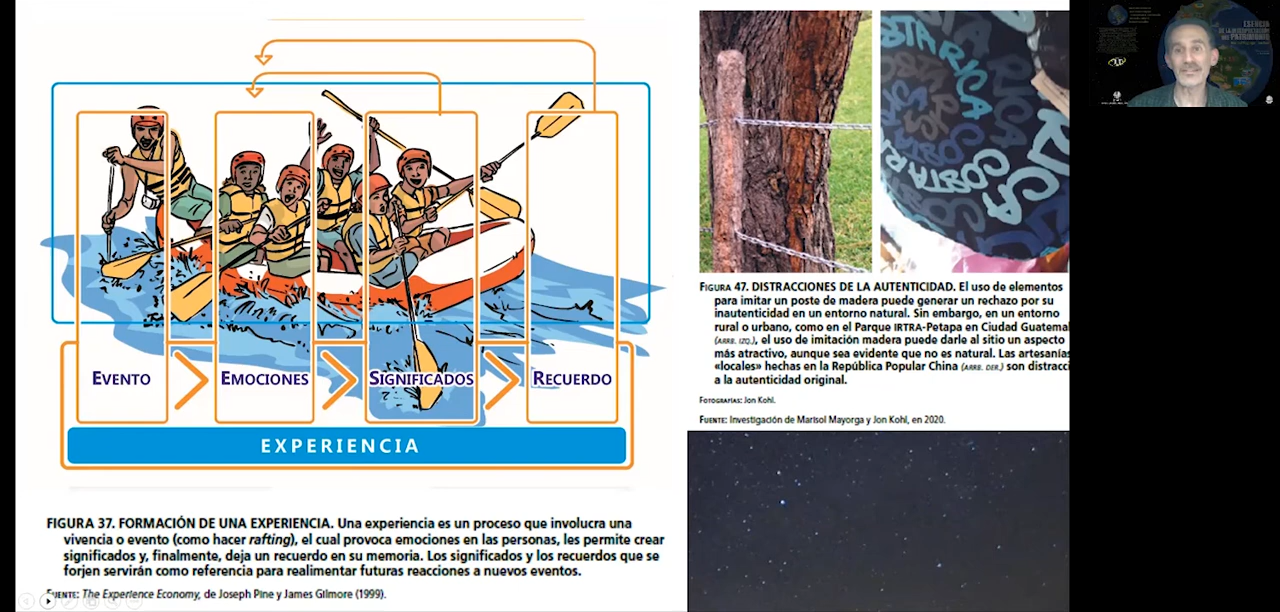 EVENTO
EMOCIONES
SIGNIFICADOS
RECUERDO
EXPERIENCIA
FIGURA 37. FORMACIÓN DE UNA EXPERIENCIA. Una experiencia es un proceso que involucra una
vivencia o evento (como hacer rafting), el cual provoca emociones en las personas, les permite crear
significados y, finalmente, deja un recuerdo en su memoria. Los significados y los recuerdos que se
forjen servirán como referencia para realimentar futuras reacciones a nuevos eventos.
FUENTE: The Experience Economy, de Joseph Pine y James Gilmore (1999).
COSTA RICA
FIGURA 47. DISTRACCIONES DE LA AUTENTICIDAD. El uso de elementos
para imitar un poste de madera puede generar un rechazo por su
inautenticidad en un entorno natural. Sin embargo, en un entorno
rural o urbano, como en el Parque IRTRA-Petapa en Ciudad Guatemal
(ARRB. IZQ.), el uso de imitación madera puede darle al sitio un aspecto
más atractivo, aunque sea evidente que no es natural. Las artesanías
«locales» hechas en la República Popular China (ARRB. DER.) son distracci
a la autenticidad original.
FOTOGRAFÍAS: Jon Kohl.
FUENTE: Investigación de Marisol Mayorga y Jon Kohl, en 2020.
ESENCIA
DE LA INTERPRETACIÓN
DEL PATRIMONIO